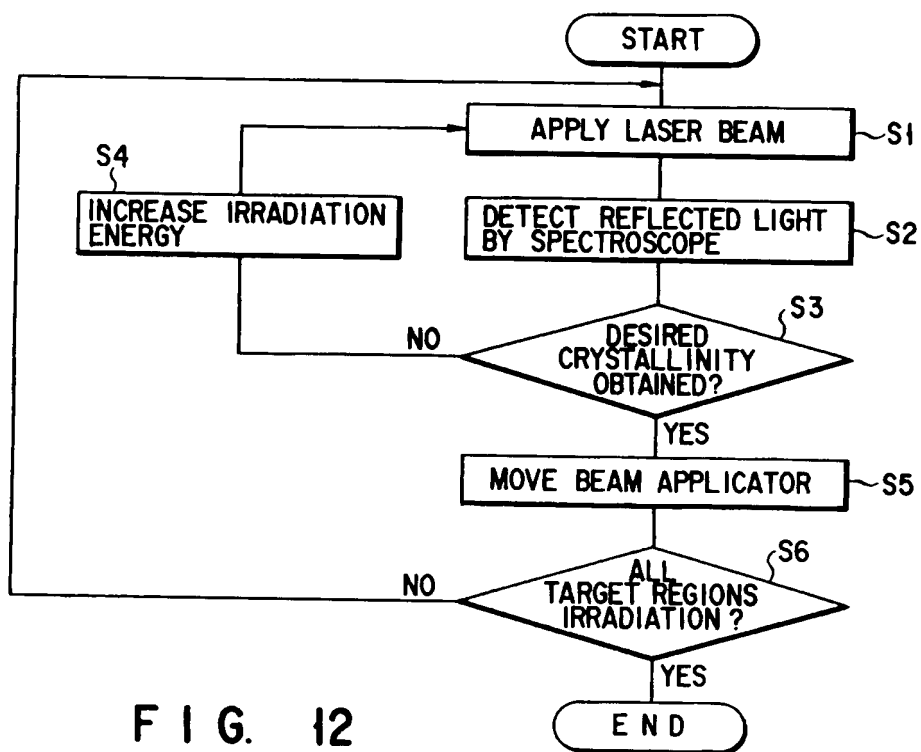 START
APPLY LASER BEAM
S1
S4
INCREASE IRRADIATION
ENERGY
DETECT REFLECTED LIGHT
BY SPECTROSCOPE
S2
S3
NO
DESIRED
CRYSTALLINITY
OBTAINED?
YES
MOVE BEAM APPLICATOR
S5
S6
NO
ALL
TARGET REGIONS
IRRADIATION?
YES
END
FIG. 12